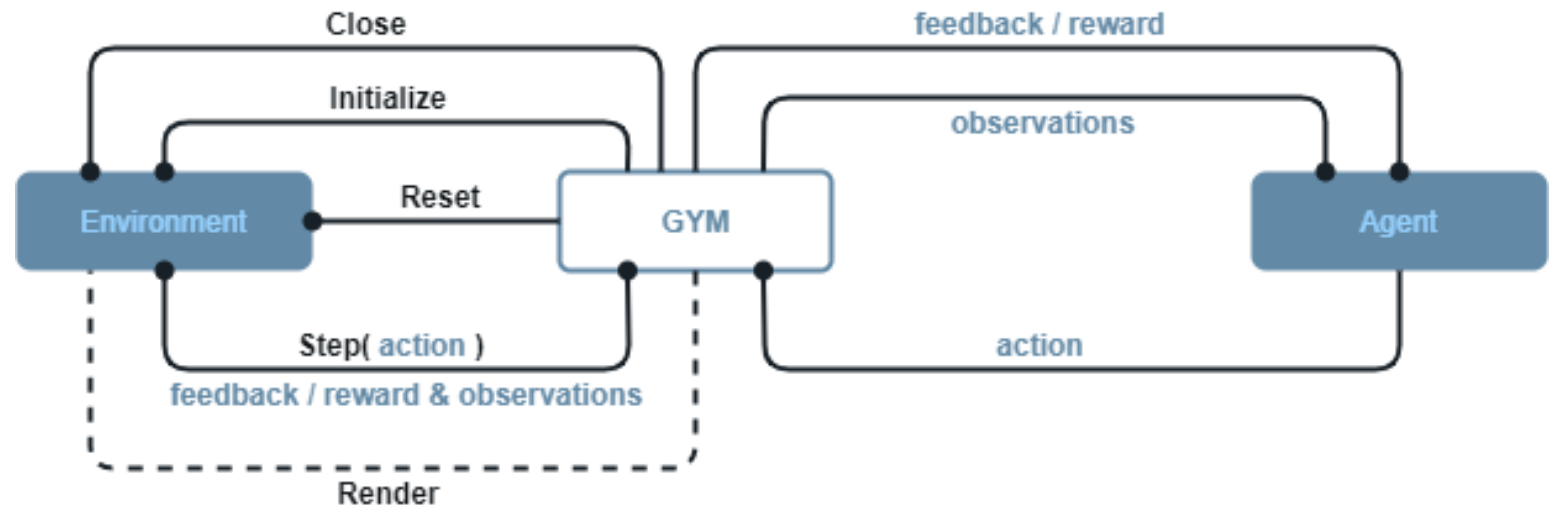 Close
feedback / reward
Initialize
observations
Reset
Environment
GYM
Agent
Step( action )
action
feedback / reward & observations
Render